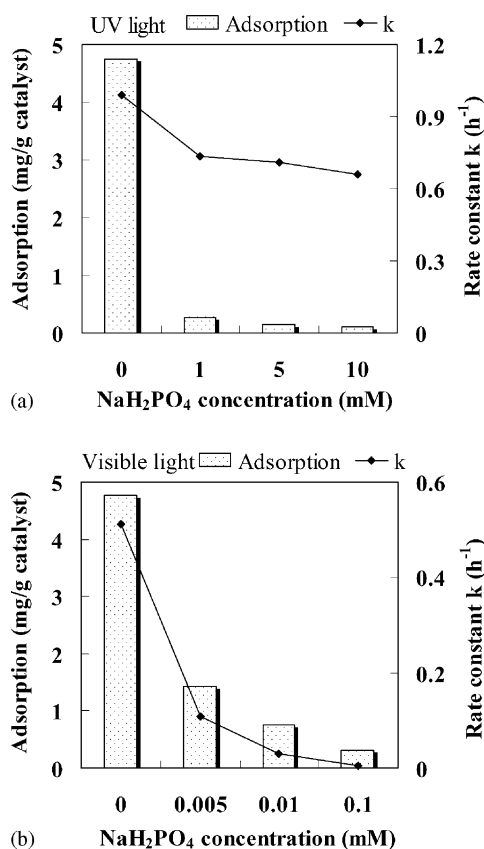 UV light Adsorption k
5 1.2
4 0.9
3
0.6
2
0.3
1
0 0
0 1 5 10
Adsorption (mg/g catalyst)
Rate constant k (h⁻¹)
(a) NaH₂PO₄ concentration (mM)
Visible light Adsorption k
5 0.6
4
0.4
3
2 0.2
1
0 0
0 0.005 0.01 0.1
Adsorption (mg/g catalyst)
Rate constant k (h⁻¹)
(b) NaH₂PO₄ concentration (mM)